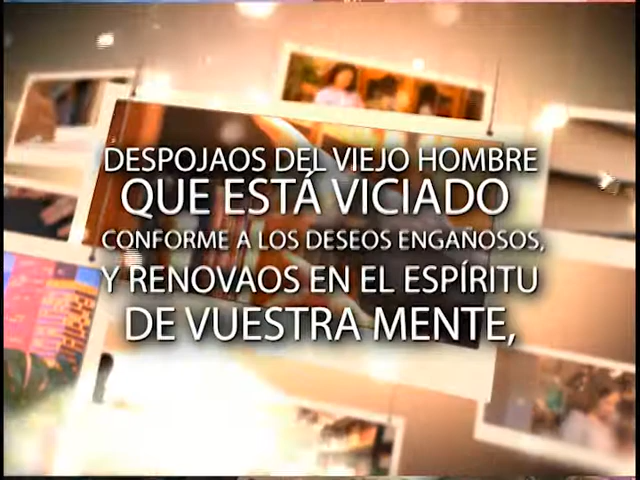 DESPOJAOS DEL VIEJO HOMBRE
QUE ESTÁ VICIADO
CONFORME A LOS DESEOS ENGAÑOSOS,
Y RENOVAOS EN EL ESPÍRITU
DE VUESTRA MENTE,